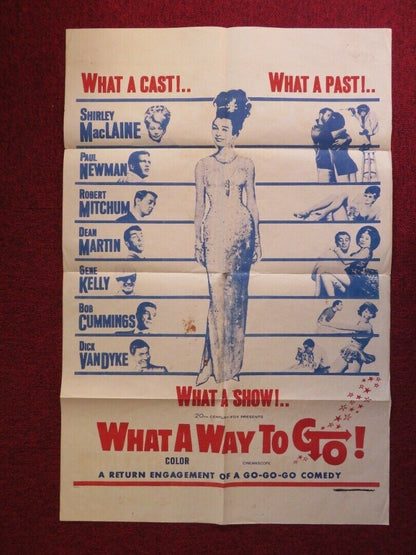 WHAT A CAST!..
WHAT A PAST!..
SHIRLEY
MACLAINE
PAUL
NEWMAN
ROBERT
MITCHUM
DEAN
MARTIN
GENE
KELLY
BOB
CUMMINGS
DICK
VAN DYKE
WHAT A SHOW!..
20TH CENTURY-FOX PRESENTS
WHAT A WAY TO GO!
COLOR
CINEMASCOPE
A RETURN ENGAGEMENT OF A GO-GO-GO COMEDY